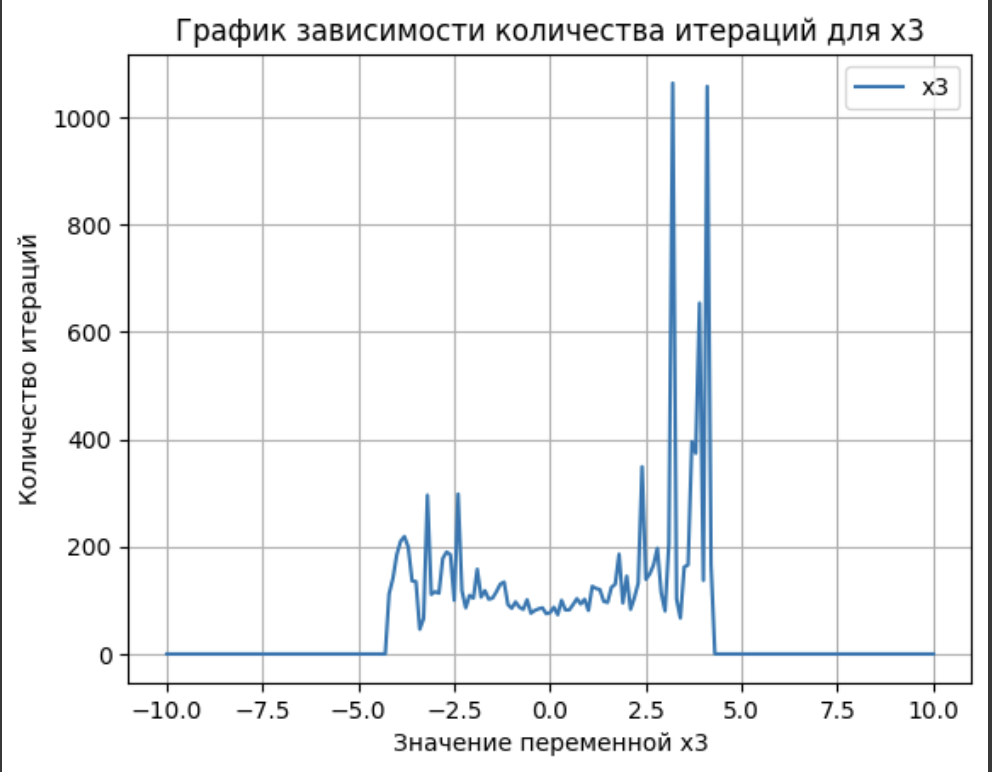 График зависимости количества итераций для x3
x3
1000
800
600
400
200
0
Количество итераций
−10.0 −7.5 −5.0 −2.5 0.0 2.5 5.0 7.5 10.0
Значение переменной x3